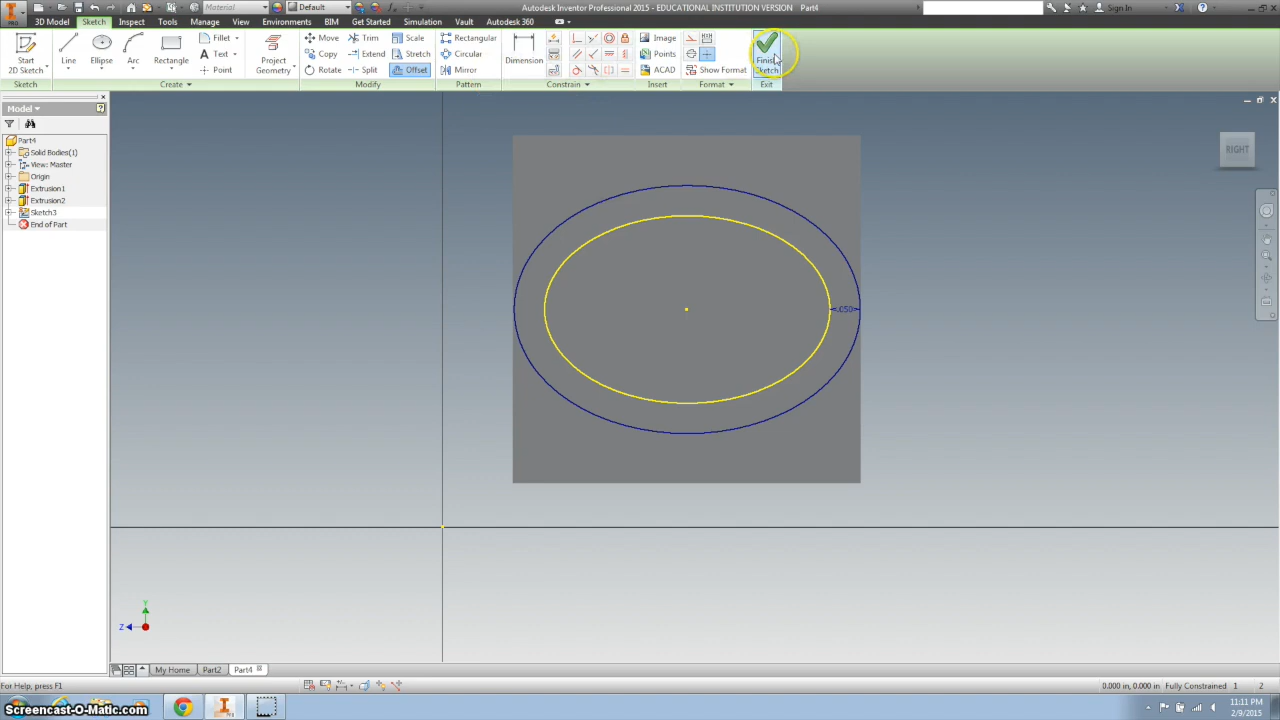 PRO
Material
Default
Autodesk Inventor Professional 2015 - EDUCATIONAL INSTITUTION VERSION Part4
Sign In
3D Model Sketch Inspect Tools Manage View Environments BIM Get Started Simulation Vault Autodesk 360
Start
2D Sketch
Line
Ellipse
Arc
Rectangle
Fillet
Text
Point
Project
Geometry
Move
Copy
Rotate
Trim
Extend
Split
Scale
Stretch
Offset
Rectangular
Circular
Mirror
Dimension
Image
Points
ACAD
Show Format
Finish
Sketch
Sketch Create Modify Pattern Constrain Insert Format Exit
Model
Part4
Solid Bodies(1)
View: Master
Origin
Extrusion1
Extrusion2
Sketch3
End of Part
RIGHT
.050
Y
Z
My Home Part2 Part4
For Help, press F1
0.000 in, 0.000 in Fully Constrained 1 2
Screencast-O-Matic.com
11:11 PM
2/9/2015